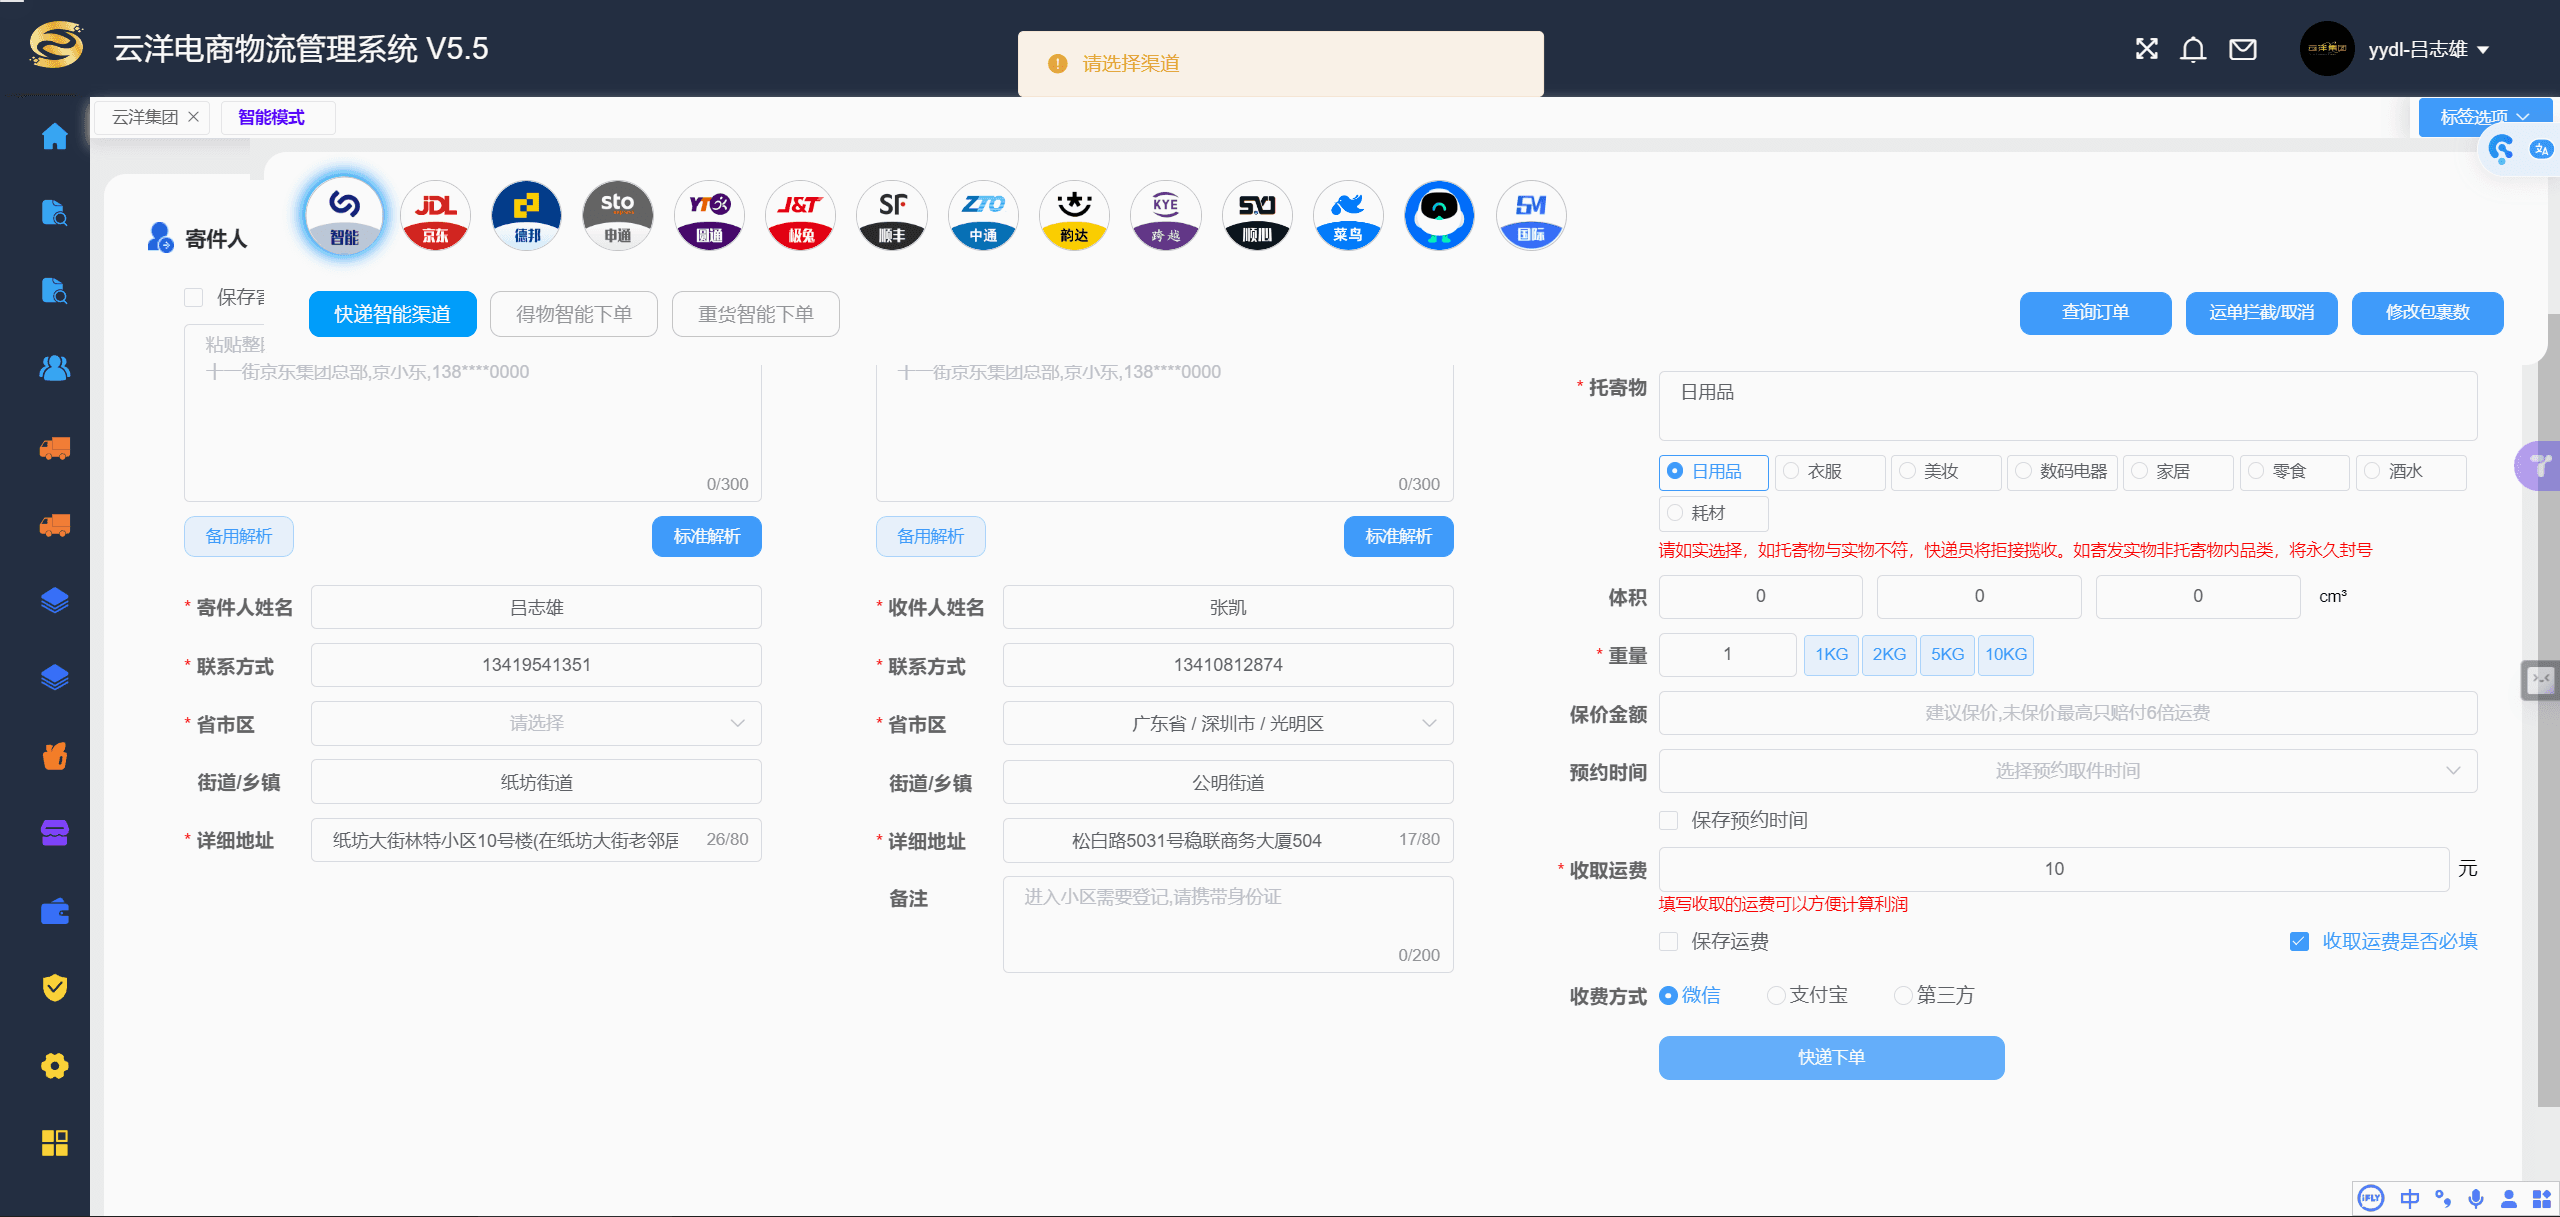 云洋电商物流管理系统 V5.5
请选择渠道
yydl-吕志雄
云洋集团
智能模式
标签选项
智能
JDL
京东
德邦
sto
申通
YTO
圆通
J&T
极兔
SF
顺丰
ZTO
中通
韵达
KYE
跨越
SXJ
顺心
菜鸟
国际
寄件人
保存寄
快递智能渠道
得物智能下单
重货智能下单
查询订单
运单拦截/取消
修改包裹数
粘贴整
十一街京东集团总部,京小东,138****0000
0/300
备用解析
标准解析
* 寄件人姓名
吕志雄
* 联系方式
13419541351
* 省市区
请选择
街道/乡镇
纸坊街道
* 详细地址
纸坊大街林特小区10号楼(在纸坊大街老邻居
26/80
十一街京东集团总部,京小东,138****0000
0/300
备用解析
标准解析
* 收件人姓名
张凯
* 联系方式
13410812874
* 省市区
广东省 / 深圳市 / 光明区
街道/乡镇
公明街道
* 详细地址
松白路5031号稳联商务大厦504
17/80
备注
进入小区需要登记,请携带身份证
0/200
* 托寄物
日用品
日用品
衣服
美妆
数码电器
家居
零食
酒水
耗材
请如实选择，如托寄物与实物不符，快递员将拒接揽收。如寄发实物非托寄物内品类，将永久封号
体积
0
0
0
cm³
* 重量
1
1KG
2KG
5KG
10KG
保价金额
建议保价,未保价最高只赔付6倍运费
预约时间
选择预约取件时间
保存预约时间
* 收取运费
10
元
填写收取的运费可以方便计算利润
保存运费
收取运费是否必填
收费方式
微信
支付宝
第三方
快递下单
iFLY
中